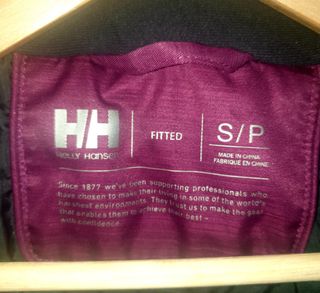 HH
HELLY HANSEN
FITTED
S/P
MADE IN CHINA
FABRIQUÉ EN CHINE
Since 1877 we've been supporting professionals who
have chosen to make their living in some of the world's
harshest environments. They trust us to make the gear
that enables them to achieve their best -
with confidence.